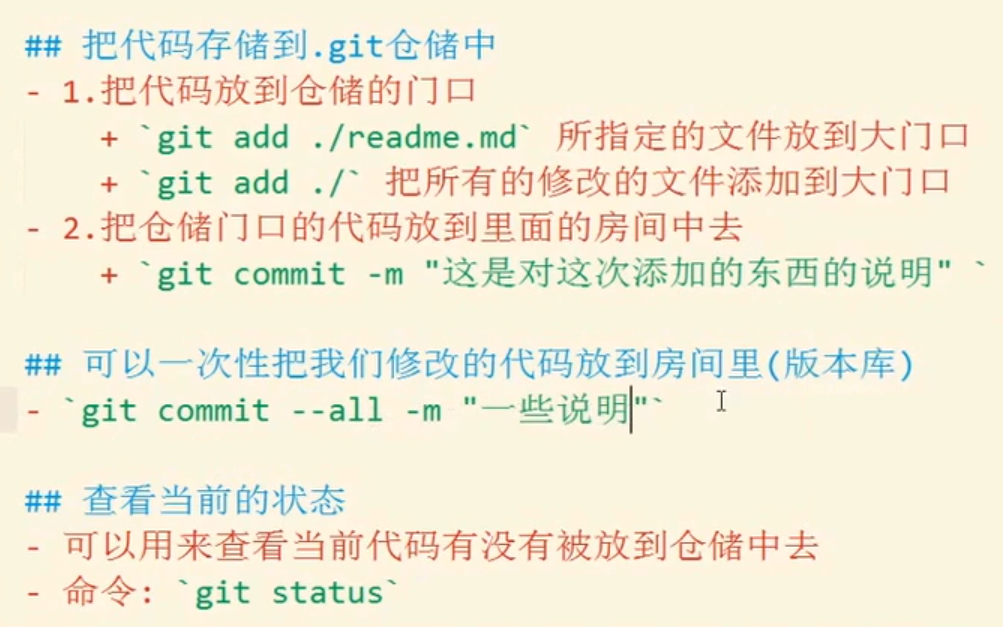 ## 把代码存储到.git仓储中
- 1.把代码放到仓储的门口
+ `git add ./readme.md` 所指定的文件放到大门口
+ `git add ./` 把所有的修改的文件添加到大门口
- 2.把仓储门口的代码放到里面的房间中去
+ `git commit -m "这是对这次添加的东西的说明" `
## 可以一次性把我们修改的代码放到房间里(版本库)
- `git commit --all -m "一些说明"`
## 查看当前的状态
- 可以用来查看当前代码有没有被放到仓储中去
- 命令: `git status`